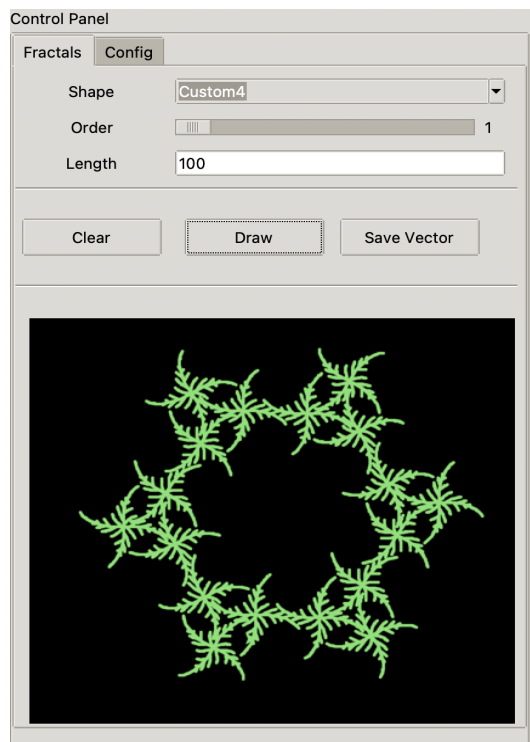 Control Panel
Fractals Config
Shape Custom4
Order 1
Length 100
Clear Draw Save Vector